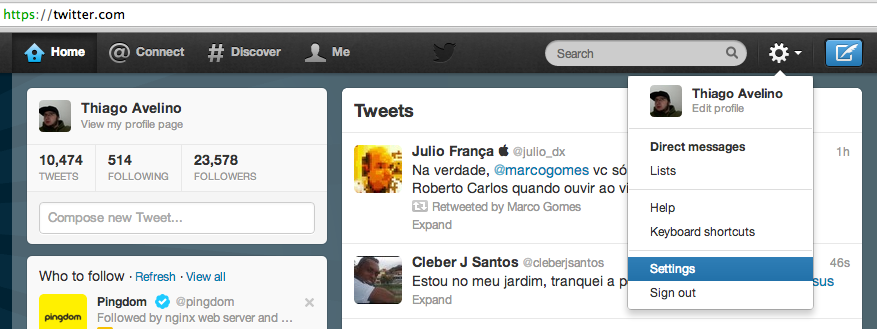 https://twitter.com
Home
@ Connect
# Discover
Me
Search
Thiago Avelino
View my profile page
10,474
TWEETS
514
FOLLOWING
23,578
FOLLOWERS
Compose new Tweet...
Who to follow · Refresh · View all
Pingdom @pingdom
Followed by nginx web server and ...
pingdom
Tweets
Julio França @julio_dx
1h
Na verdade, @marcogomes vc só
Roberto Carlos quando ouvir ao vi
Retweeted by Marco Gomes
Expand
Cleber J Santos @cleberjsantos
46s
Estou no meu jardim, tranquei a
sus
Expand
Thiago Avelino
Edit profile
Direct messages
Lists
Help
Keyboard shortcuts
Settings
Sign out